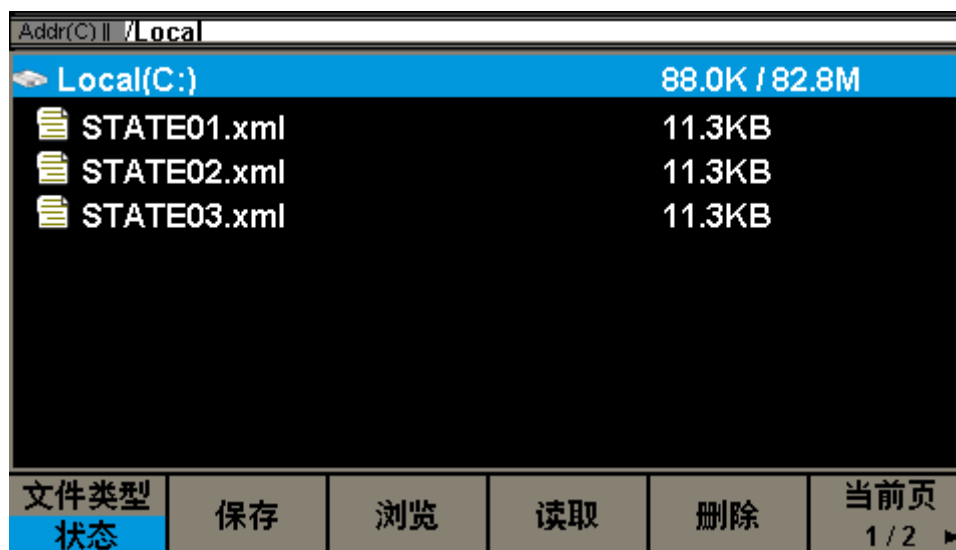 Addr(C) || /Local
Local(C:) 88.0K / 82.8M
STATE01.xml 11.3KB
STATE02.xml 11.3KB
STATE03.xml 11.3KB
文件类型 保存 浏览 读取 删除 当前页
状态 1 / 2